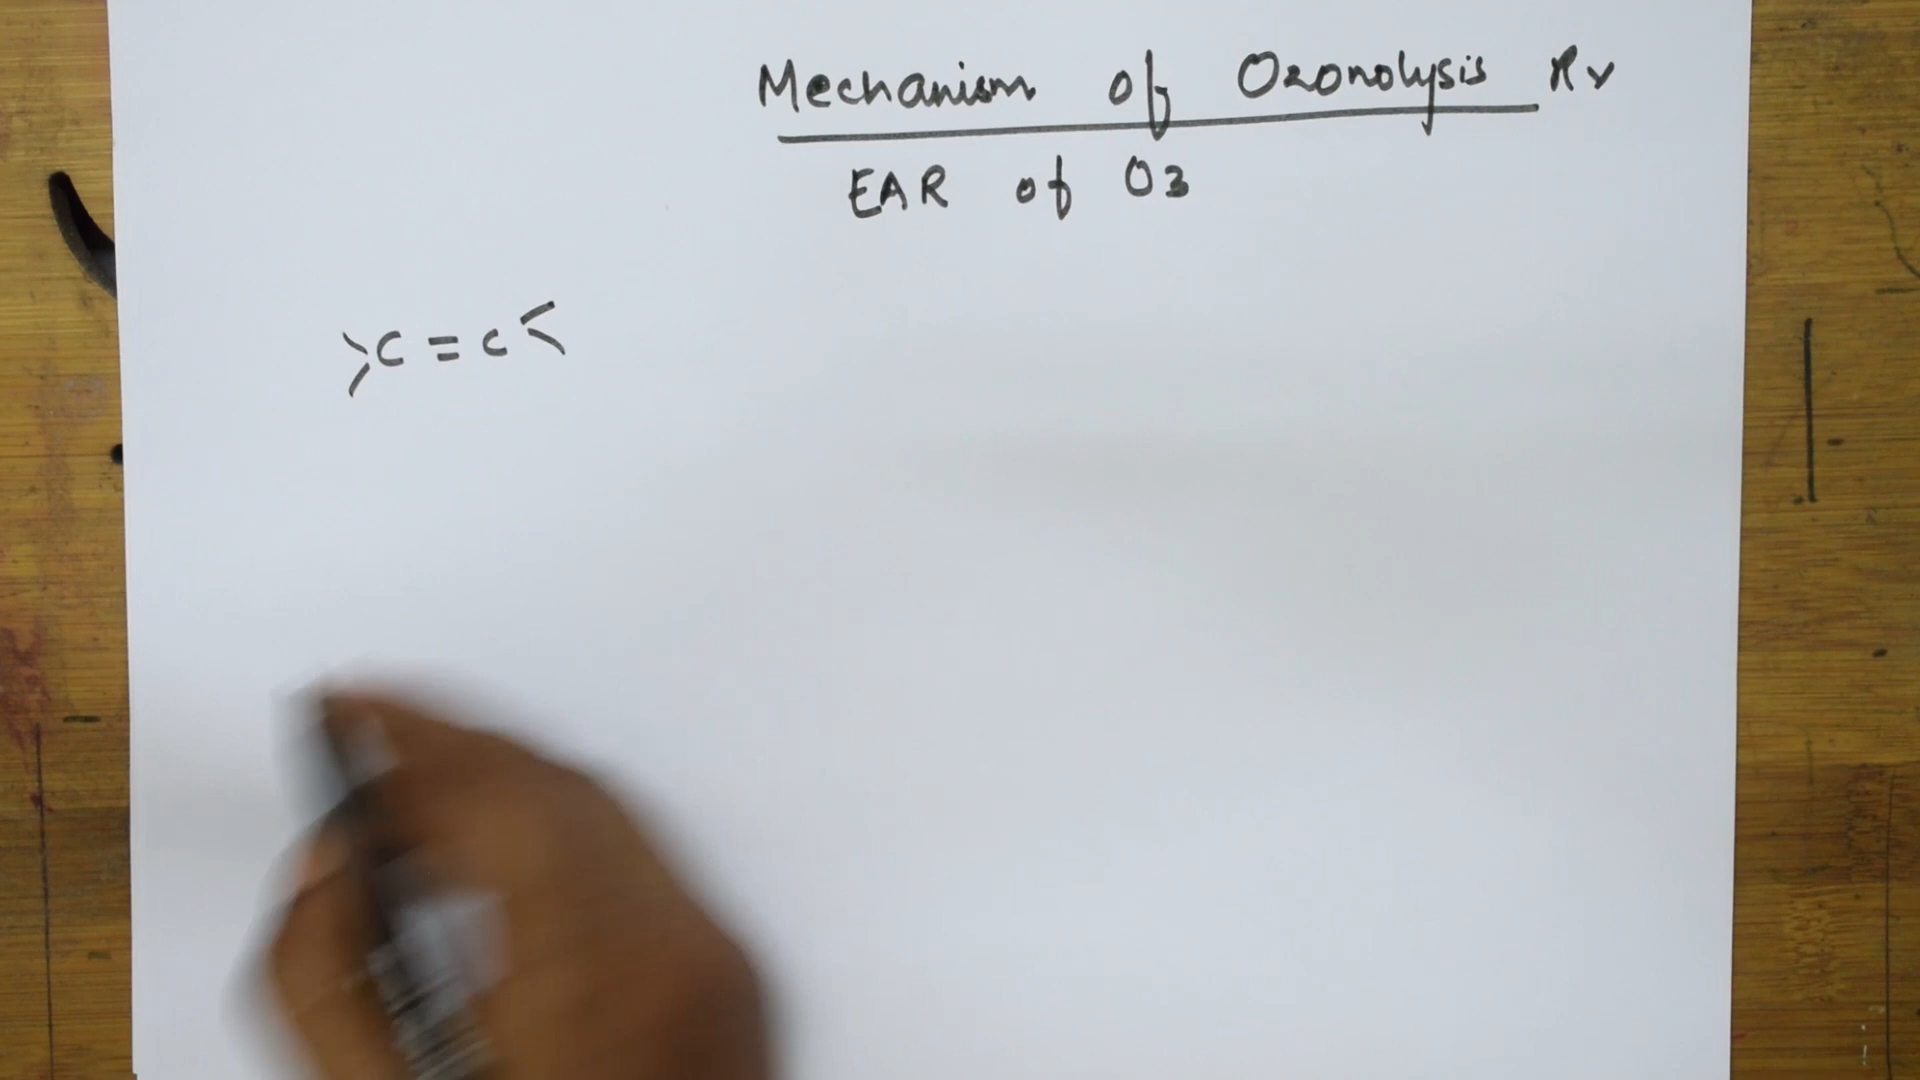 Mechanism of Ozonolysis Rx
EAR of O3
>C = C<